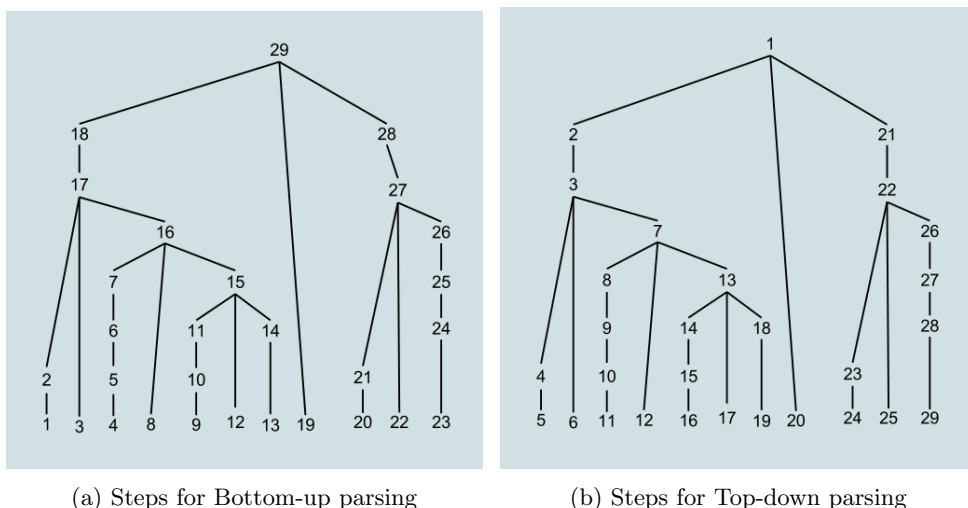 29
18 28
17 27
16 26
7 15 25
6 11 14 24
2 5 10 21
1 3 4 8 9 12 13 19 20 22 23
(a) Steps for Bottom-up parsing
1
2 21
3 22
7 26
8 13 27
9 14 18 28
4 10 15 23
5 6 11 12 16 17 19 20 24 25 29
(b) Steps for Top-down parsing